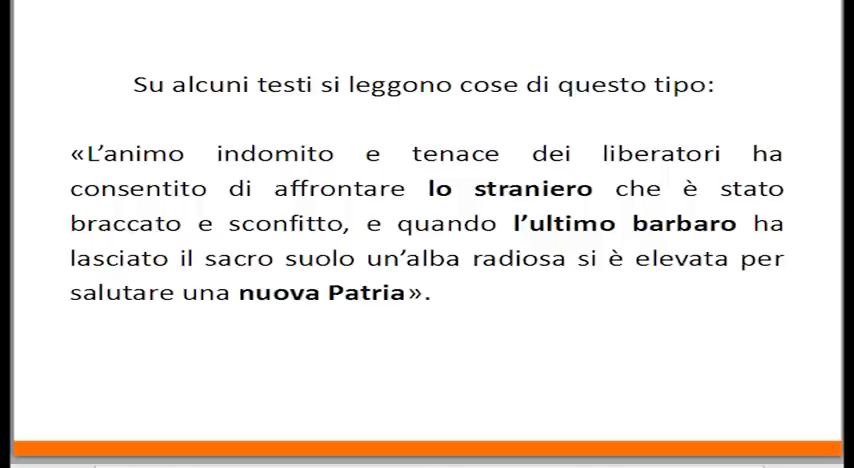 Su alcuni testi si leggono cose di questo tipo:
«L’animo indomito e tenace dei liberatori ha
consentito di affrontare lo straniero che è stato
braccato e sconfitto, e quando l’ultimo barbaro ha
lasciato il sacro suolo un’alba radiosa si è elevata per
salutare una nuova Patria».